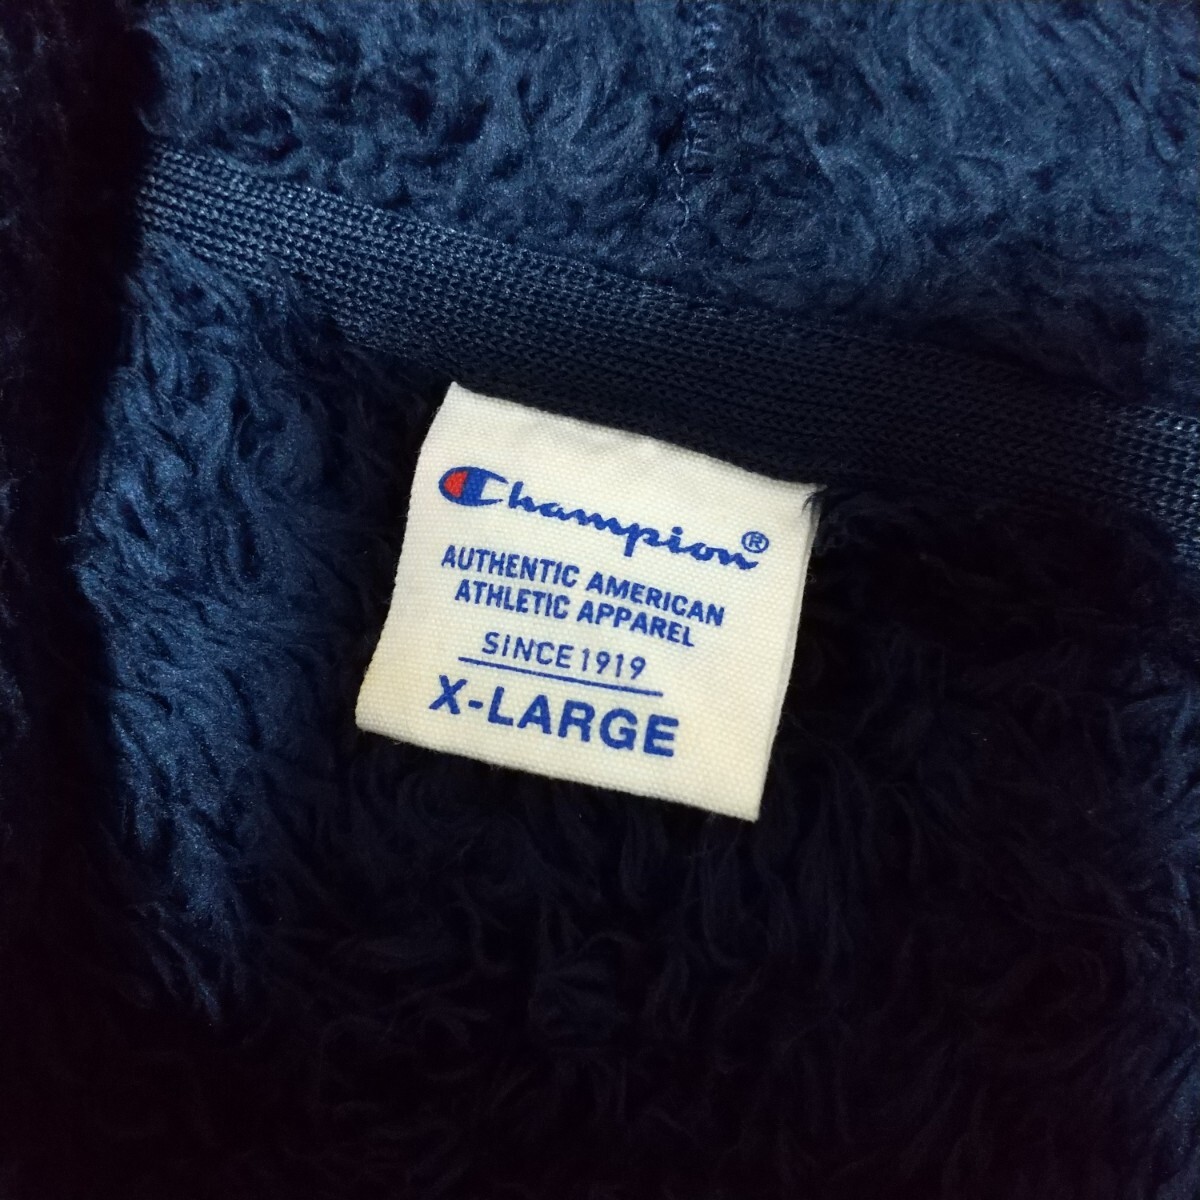 Champion®
AUTHENTIC AMERICAN
ATHLETIC APPAREL
SINCE 1919
X-LARGE